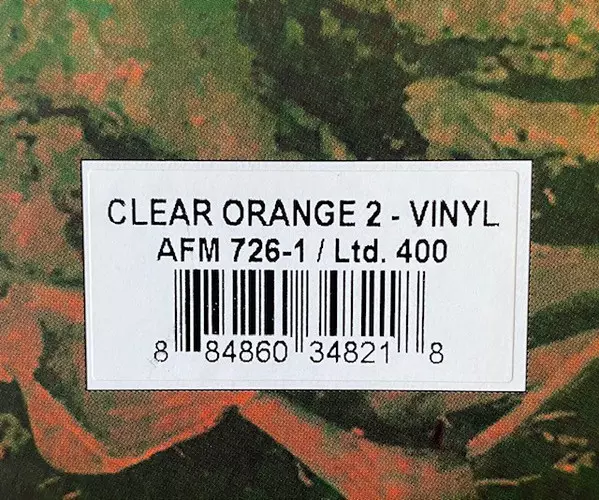 CLEAR ORANGE 2 - VINYL
AFM 726-1 / Ltd. 400
8 84860 34821 8